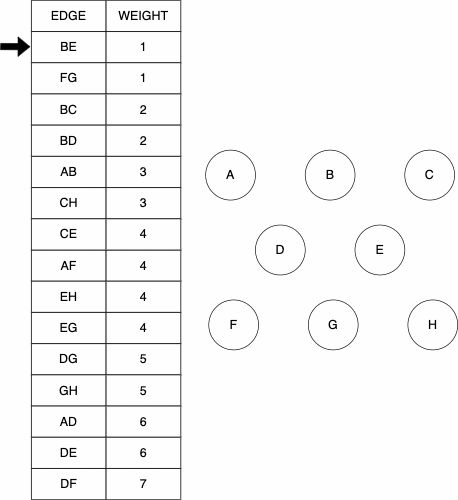 EDGE WEIGHT
BE 1
FG 1
BC 2
BD 2
AB 3
CH 3
CE 4
AF 4
EH 4
EG 4
DG 5
GH 5
AD 6
DE 6
DF 7
A B C
D E
F G H